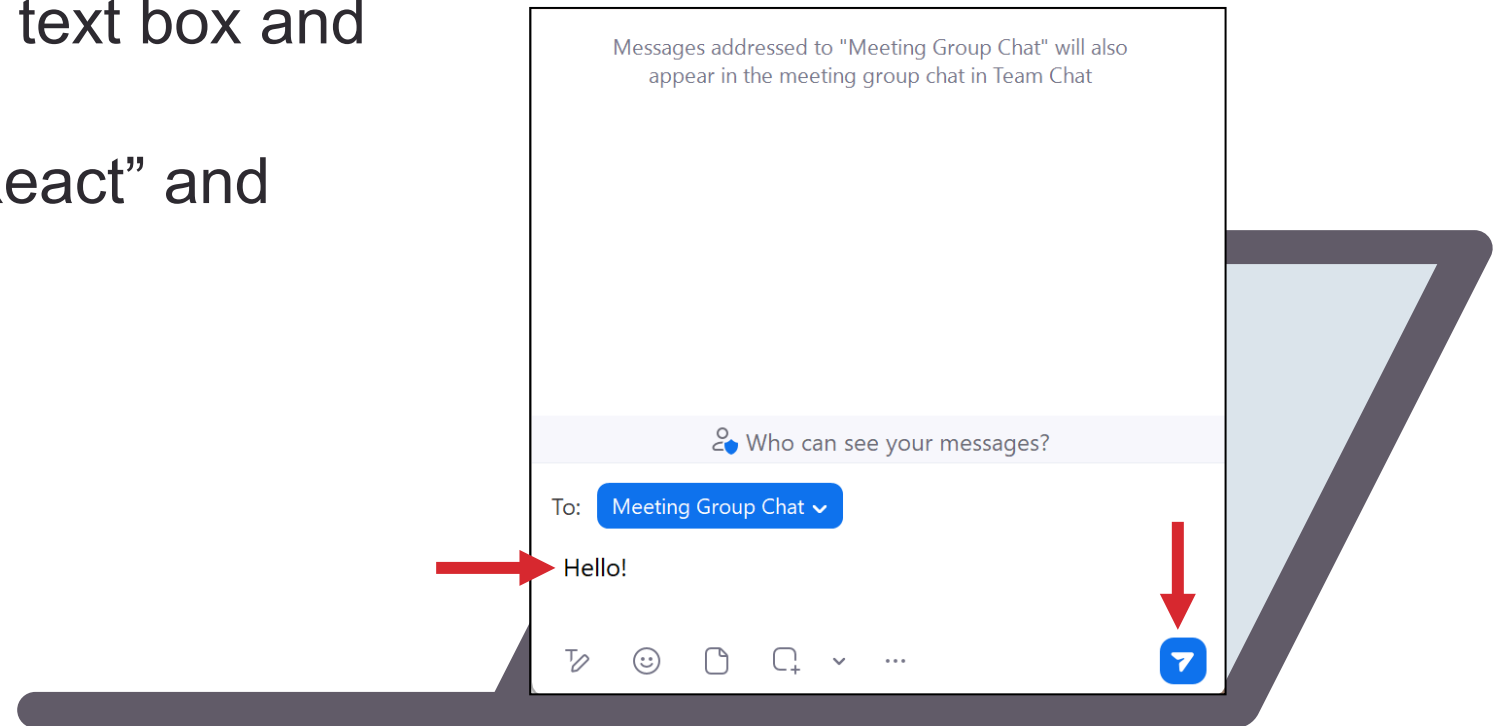 text box and
eact” and
Messages addressed to "Meeting Group Chat" will also
appear in the meeting group chat in Team Chat
Who can see your messages?
To: Meeting Group Chat
Hello!